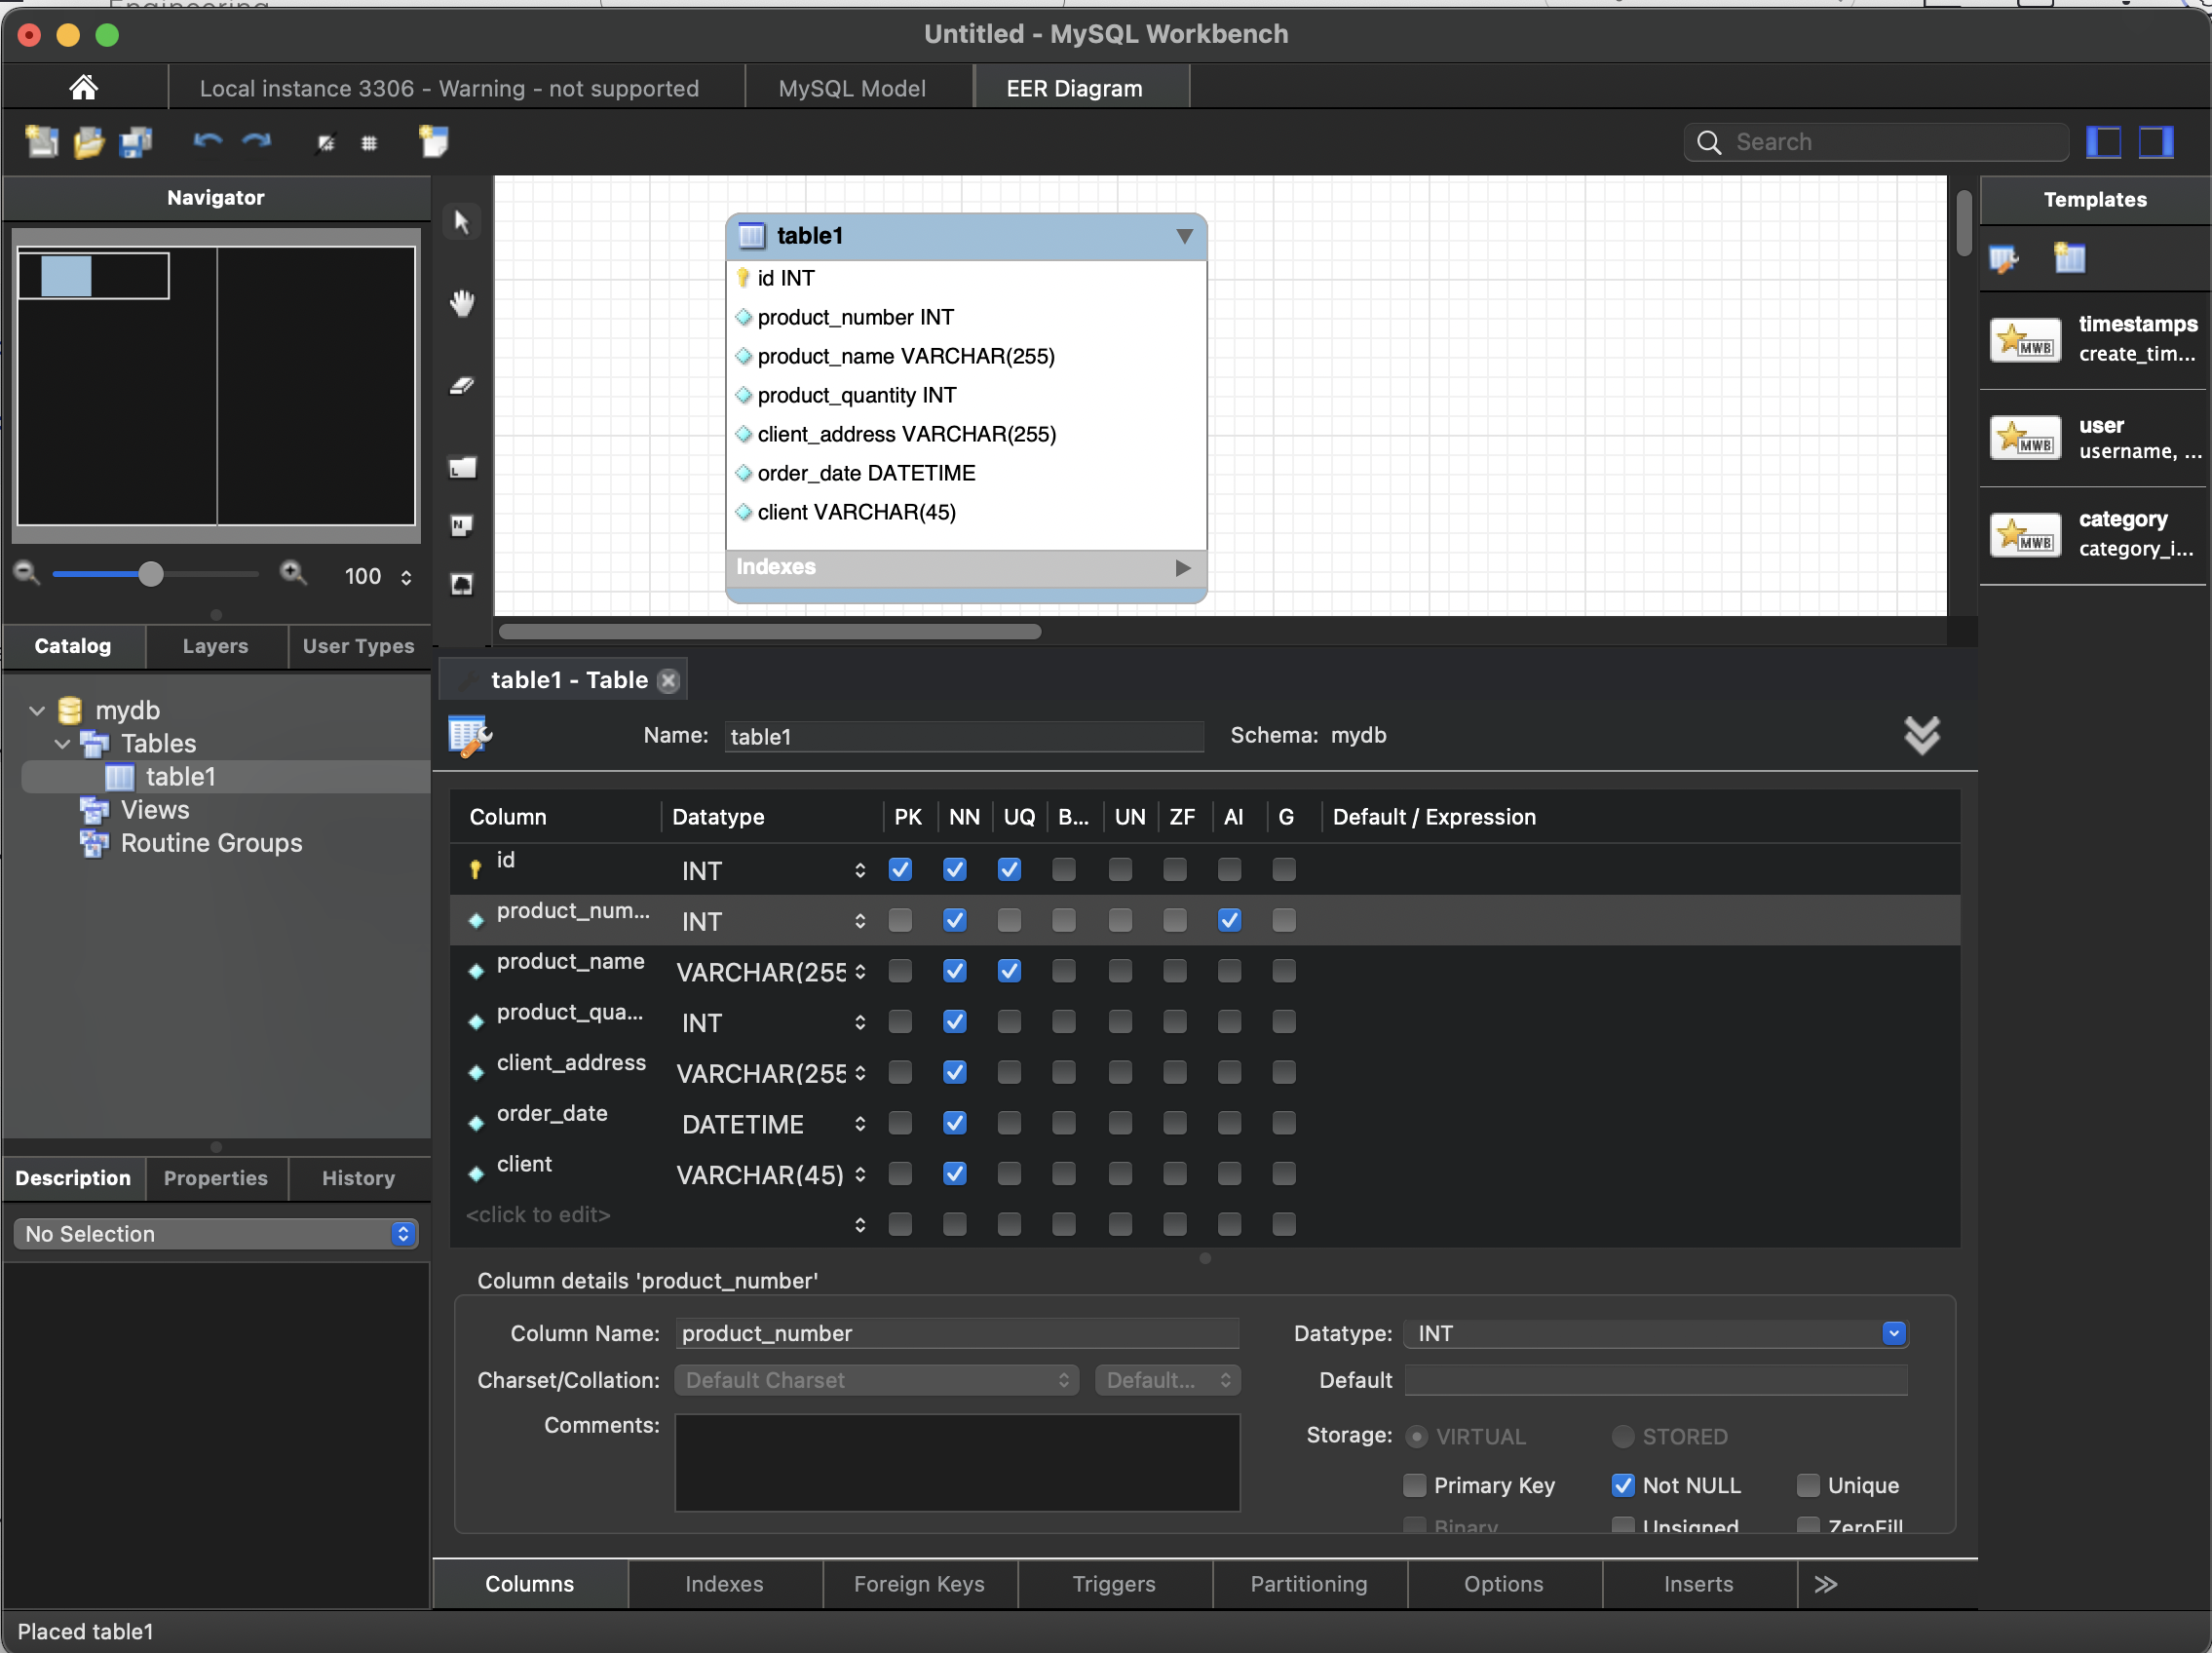 Engineering
Untitled - MySQL Workbench
Local instance 3306 - Warning - not supported
MySQL Model
EER Diagram
Search
Navigator
100
Catalog
Layers
User Types
mydb
Tables
table1
Views
Routine Groups
Description
Properties
History
No Selection
table1
id INT
product_number INT
product_name VARCHAR(255)
product_quantity INT
client_address VARCHAR(255)
order_date DATETIME
client VARCHAR(45)
Indexes
Templates
MWB
timestamps
create_tim...
MWB
user
username, ...
MWB
category
category_i...
table1 - Table
Name: table1
Schema: mydb
Column Datatype PK NN UQ B... UN ZF AI G Default / Expression
id INT
product_num... INT
product_name VARCHAR(255
product_qua... INT
client_address VARCHAR(255
order_date DATETIME
client VARCHAR(45)
<click to edit>
Column details 'product_number'
Column Name: product_number
Charset/Collation: Default Charset Default...
Comments:
Datatype: INT
Default
Storage: VIRTUAL STORED
Primary Key Not NULL Unique
Binary Unsigned ZeroFill
Columns
Indexes
Foreign Keys
Triggers
Partitioning
Options
Inserts
Placed table1